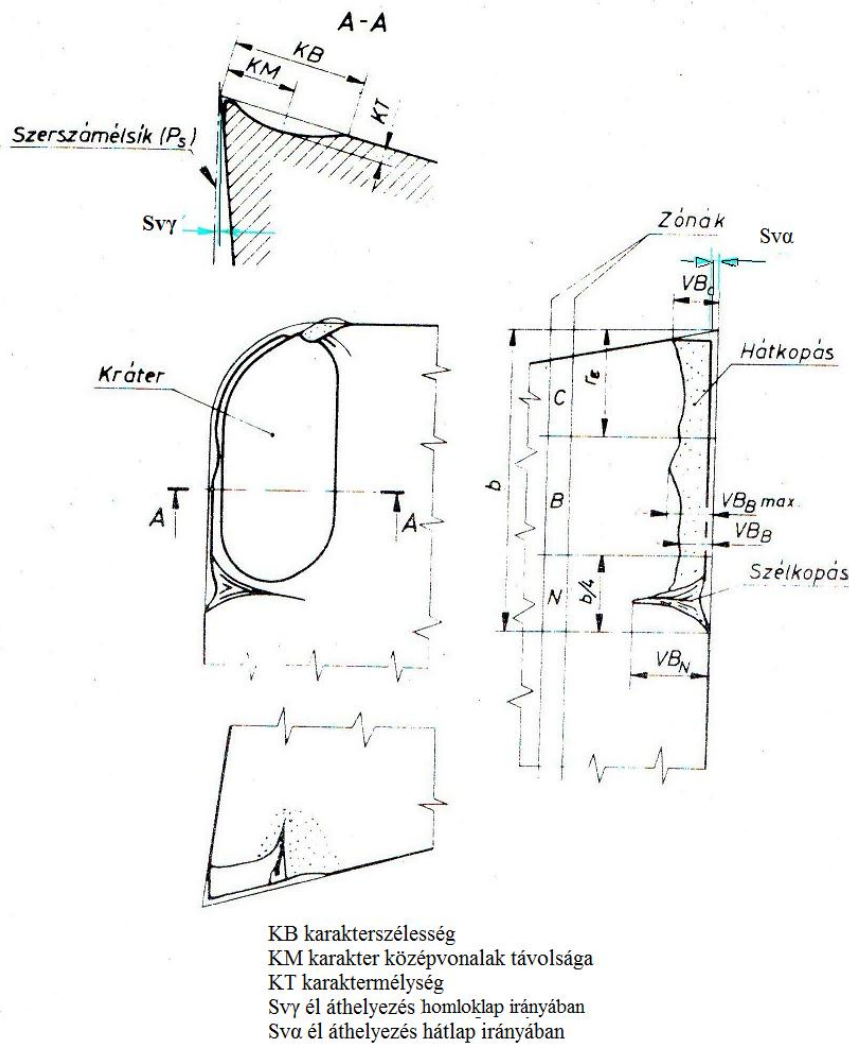 A-A
KB
KM
KT
Szerszámélsík (Ps)
Svγ
Zónák
Svα
VBc
Hátkopás
Kráter
C
rε
b
B
A
A
VBB max.
VBB
N
b/4
Szélkopás
VBN
KB karakterszélesség
KM karakter középvonalak távolsága
KT karaktermélység
Svγ él áthelyezés homloklap irányában
Svα él áthelyezés hátlap irányában